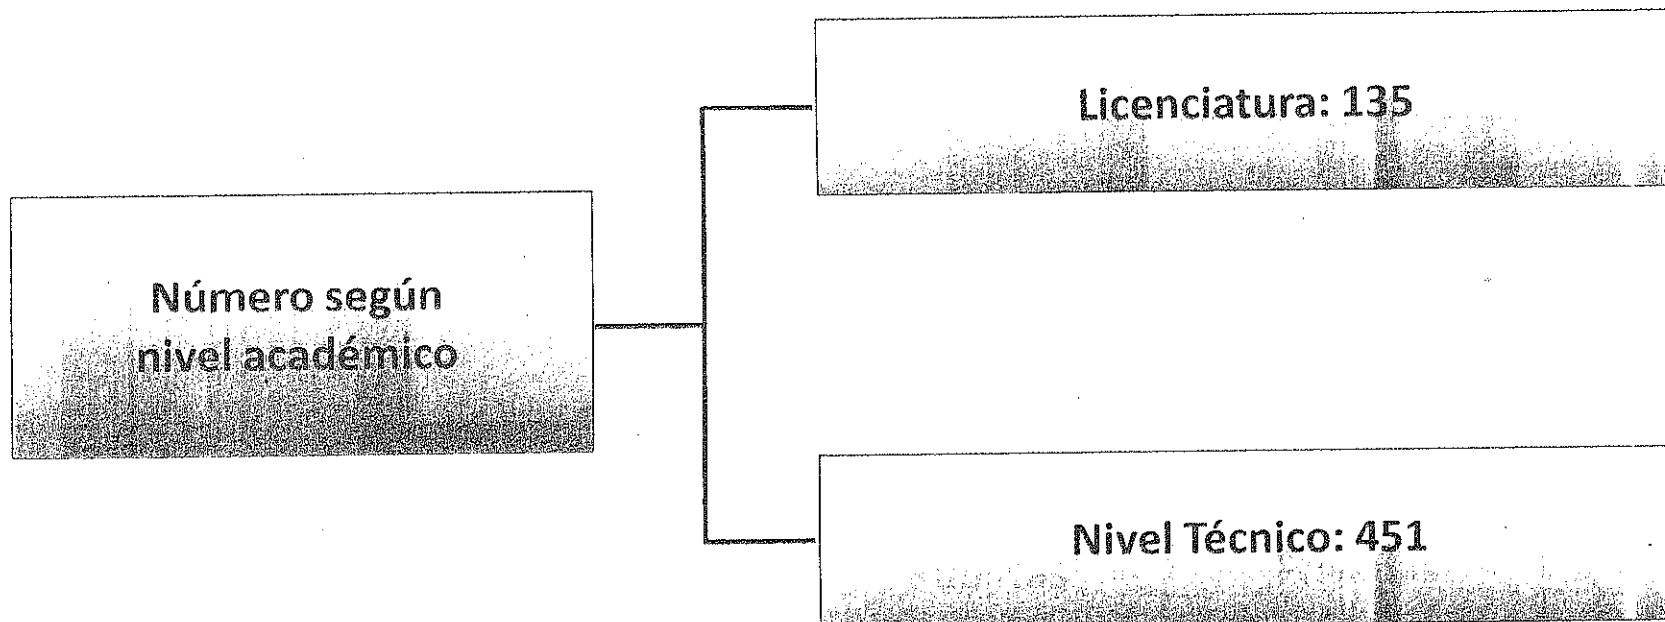 Número según
nivel académico
Licenciatura: 135
Nivel Técnico: 451